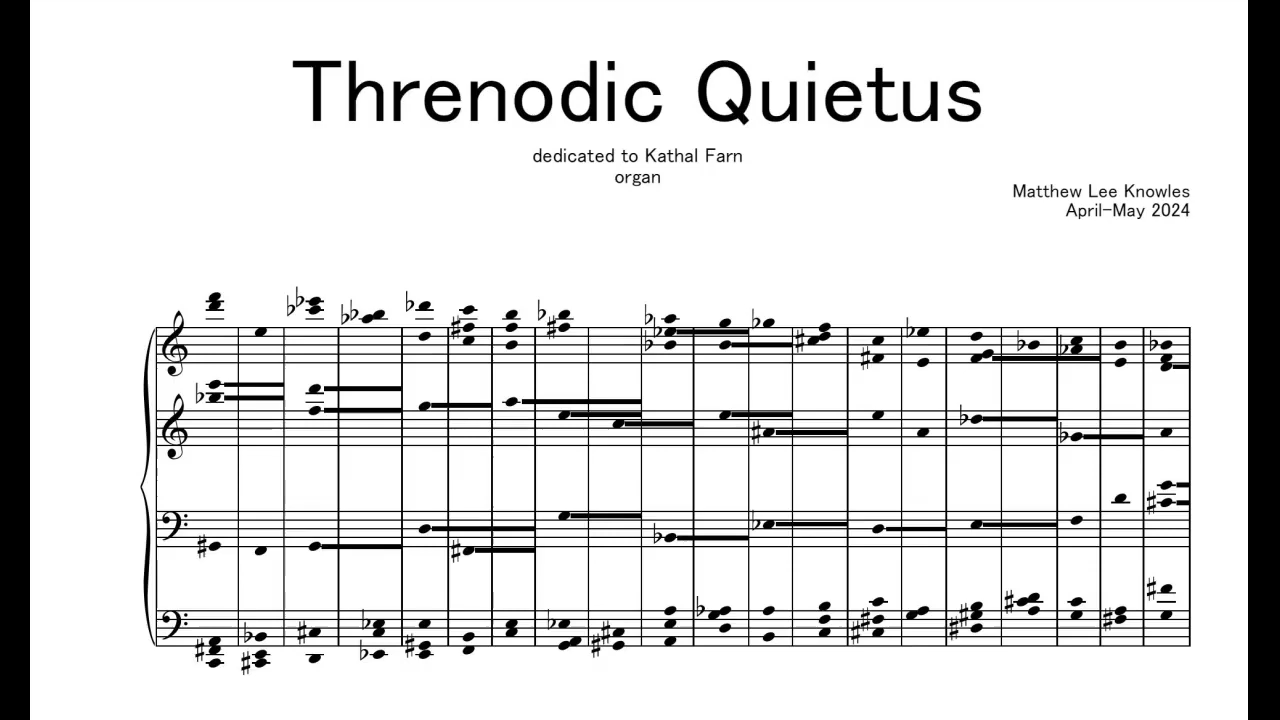 Threnodic Quietus
dedicated to Kathal Farn
organ
Matthew Lee Knowles
April-May 2024